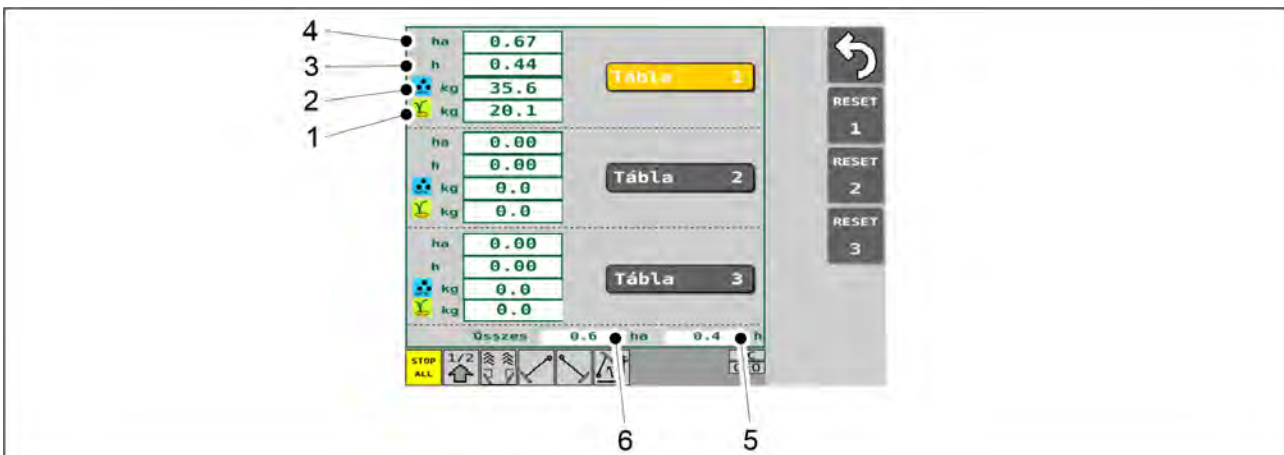 4
3
2
1
ha 0.67
h 0.44
kg 35.6
kg 20.1
Tábla 1
ha 0.00
h 0.00
kg 0.0
kg 0.0
Tábla 2
ha 0.00
h 0.00
kg 0.0
kg 0.0
Tábla 3
Összes 0.6 ha 0.4 h
STOP
ALL
1/2
RESET
1
RESET
2
RESET
3
6
5